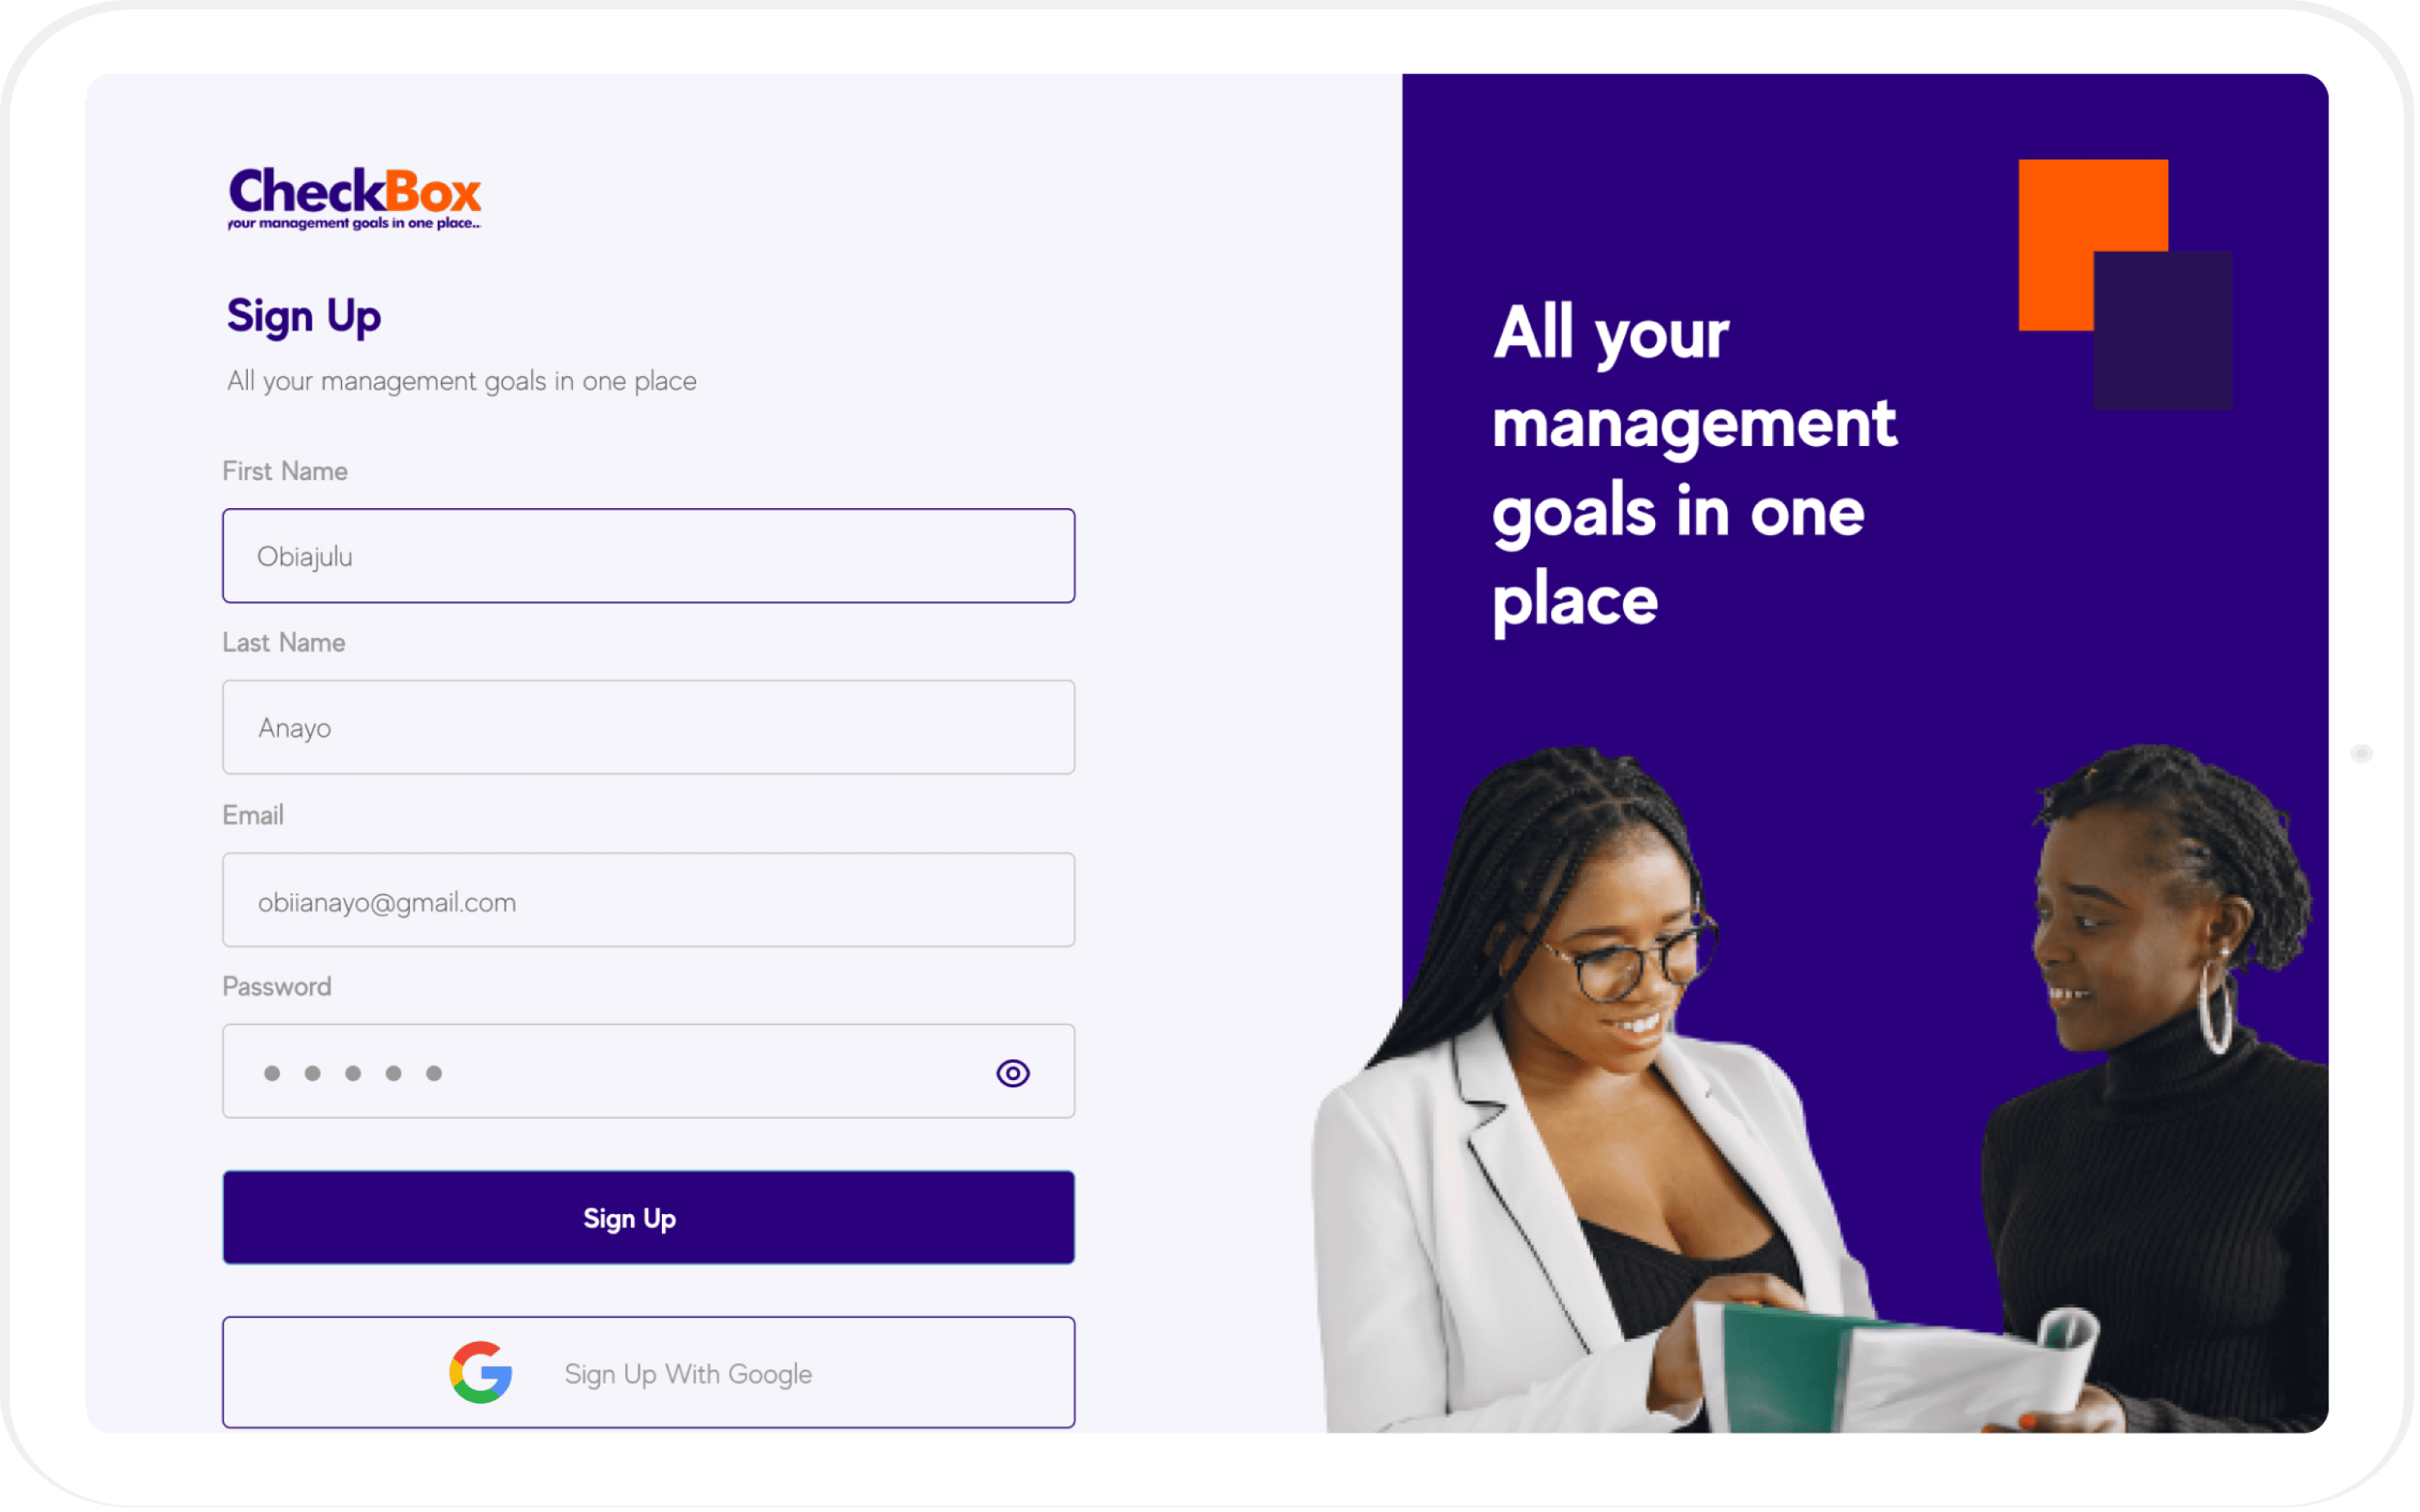 CheckBox
your management goals in one place...
Sign Up
All your management goals in one place
First Name
Obiajulu
Last Name
Anayo
Email
obiianayo@gmail.com
Password
Sign Up
Sign Up With Google
All your
management
goals in one
place